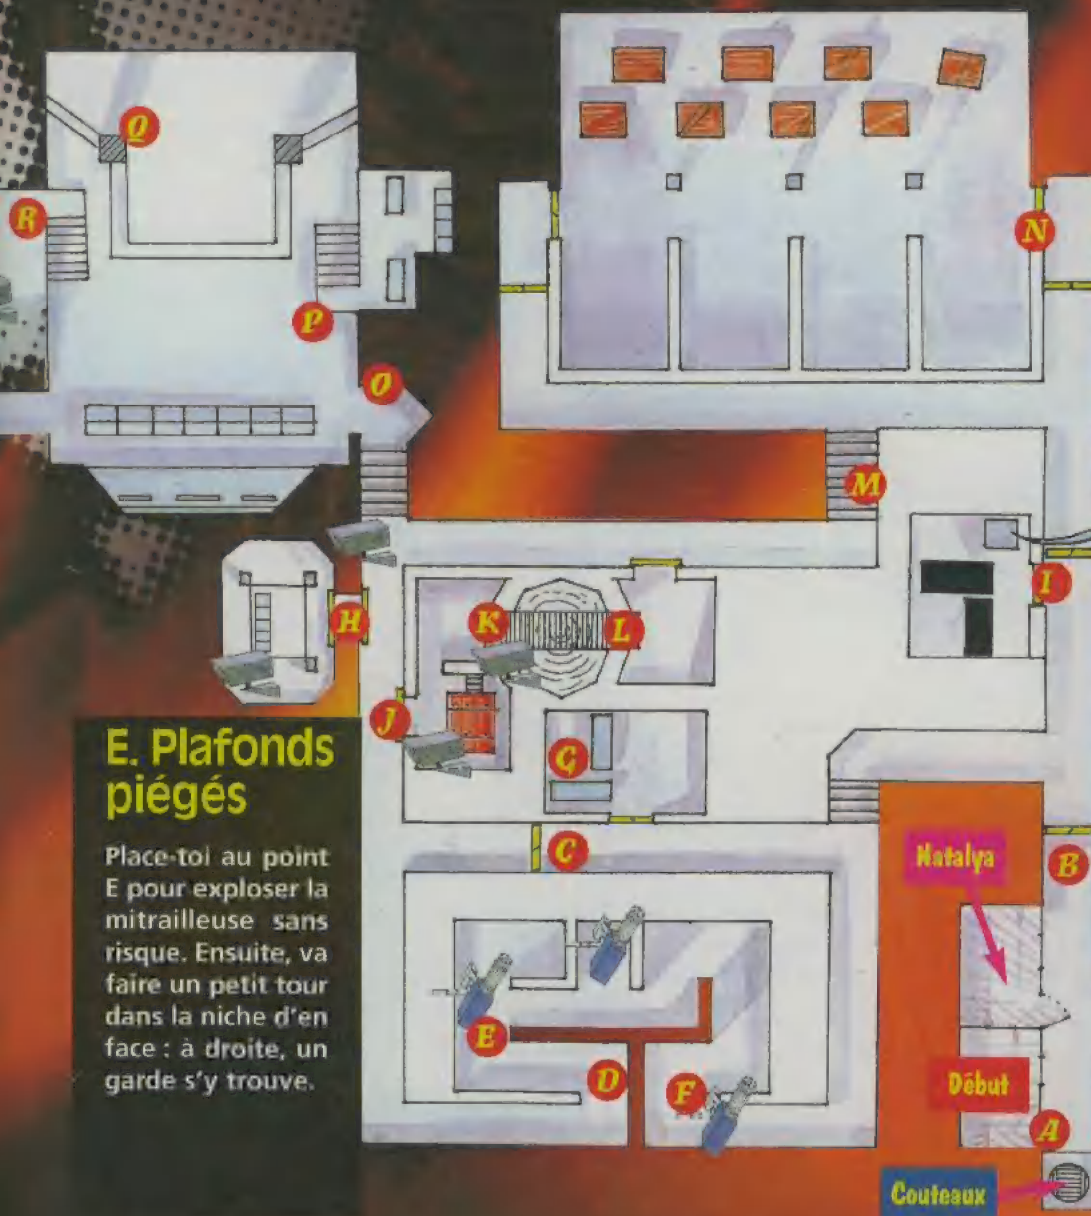 Q
R
N
P
O
M
I
H
K
L
J
G
E. Plafonds
piégés
Place-toi au point
E pour exploser la
mitrailleuse sans
risque. Ensuite, va
faire un petit tour
dans la niche d'en
face : à droite, un
garde s'y trouve.
C
Natalya
B
E
D
F
Début
A
Couteaux